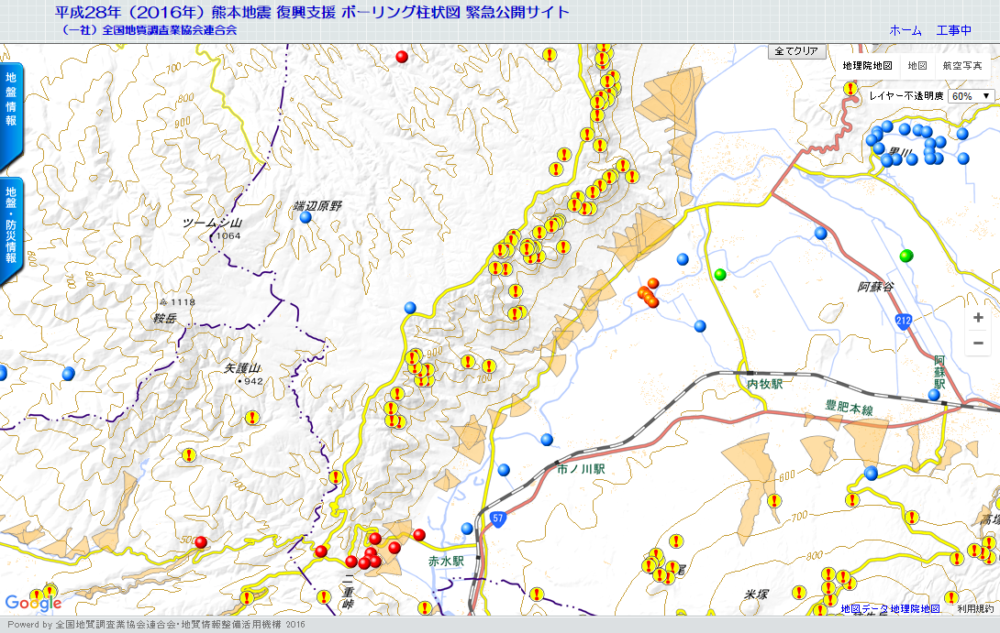 平成28年（2016年）熊本地震 復興支援 ボーリング柱状図 緊急公開サイト
（一社）全国地質調査業協会連合会
ホーム 工事中
全てクリア
地理院地図 地図 航空写真
レイヤー不透明度 60% ▼
地盤情報
地盤・防災情報
800
900
黒川
端辺原野
ツームシ山
1064
800
700
1118
鞍岳
阿蘇谷
212
+
−
900
700
矢護山
942
阿蘇駅
内牧駅
豊肥本線
市ノ川駅
600
700
57
高塚
500
赤水駅
800
尾
二重峠
米塚
Google
地図データ 地理院地図 利用規約
Powerd by 全国地質調査業協会連合会・地質情報整備活用機構 2016